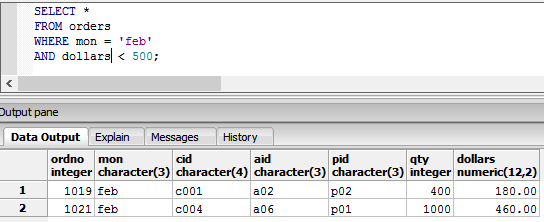 SELECT *
FROM orders
WHERE mon = 'feb'
AND dollars < 500;
Output pane
Data Output Explain Messages History
ordno mon cid aid pid qty dollars
integer character(3) character(4) character(3) character(3) integer numeric(12,2)
1 1019 feb c001 a02 p02 400 180.00
2 1021 feb c004 a06 p01 1000 460.00